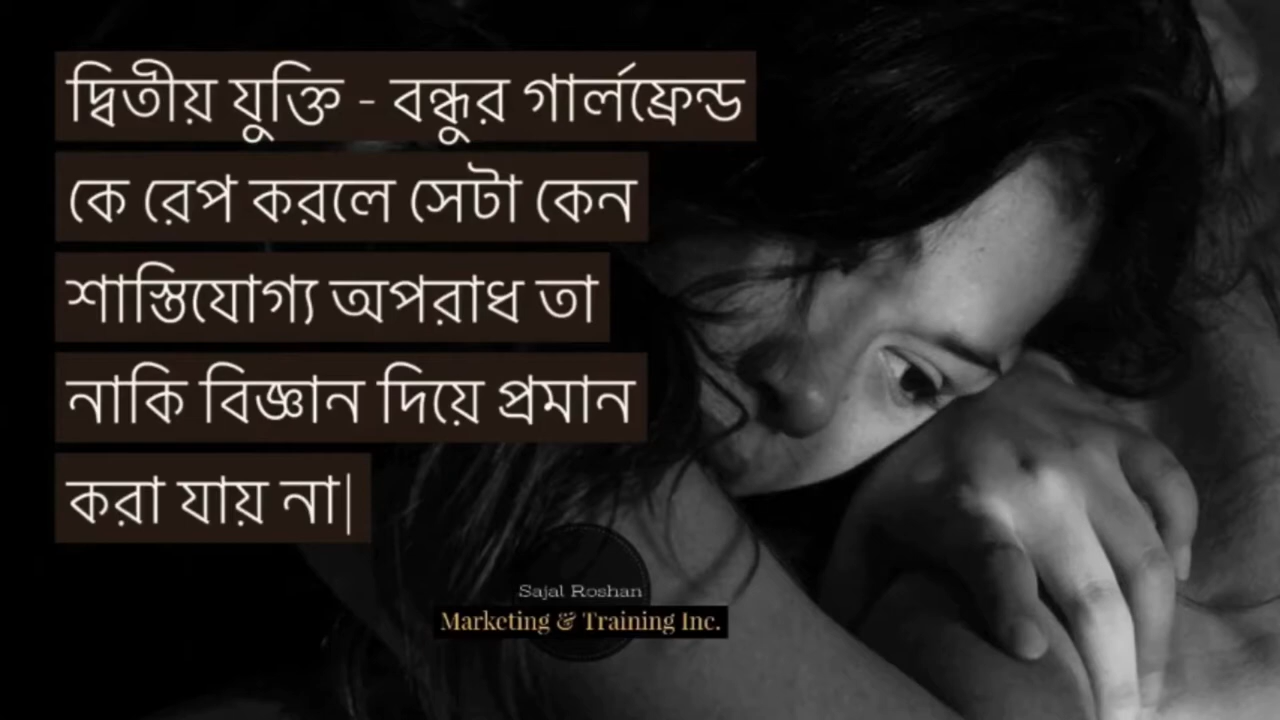 দ্বিতীয় যুক্তি - বন্ধুর গার্লফ্রেন্ড
কে রেপ করলে সেটা কেন
শাস্তিযোগ্য অপরাধ তা
নাকি বিজ্ঞান দিয়ে প্রমান
করা যায় না|
Sajal Roshan
Marketing & Training Inc.